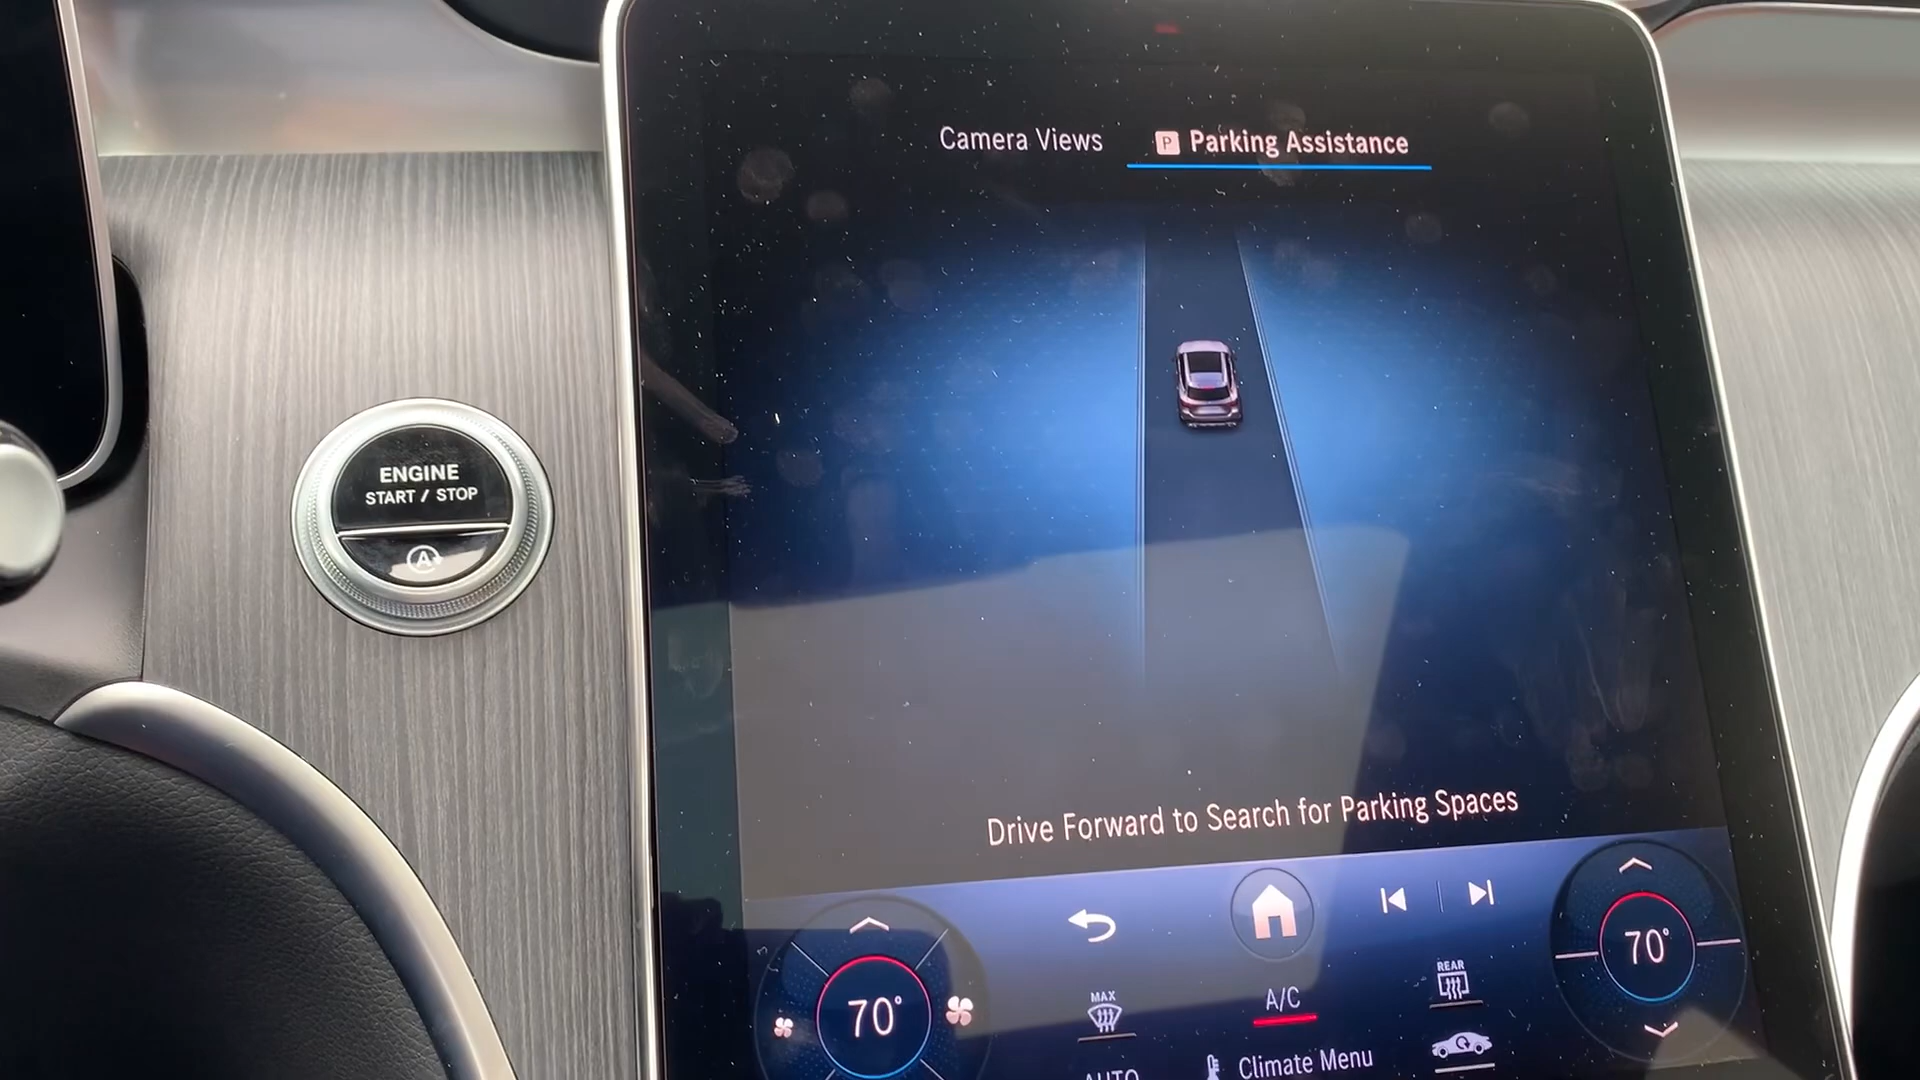 Camera Views
P Parking Assistance
ENGINE
START / STOP
A
Drive Forward to Search for Parking Spaces
70°
70°
MAX
A/C
REAR
AUTO
Climate Menu